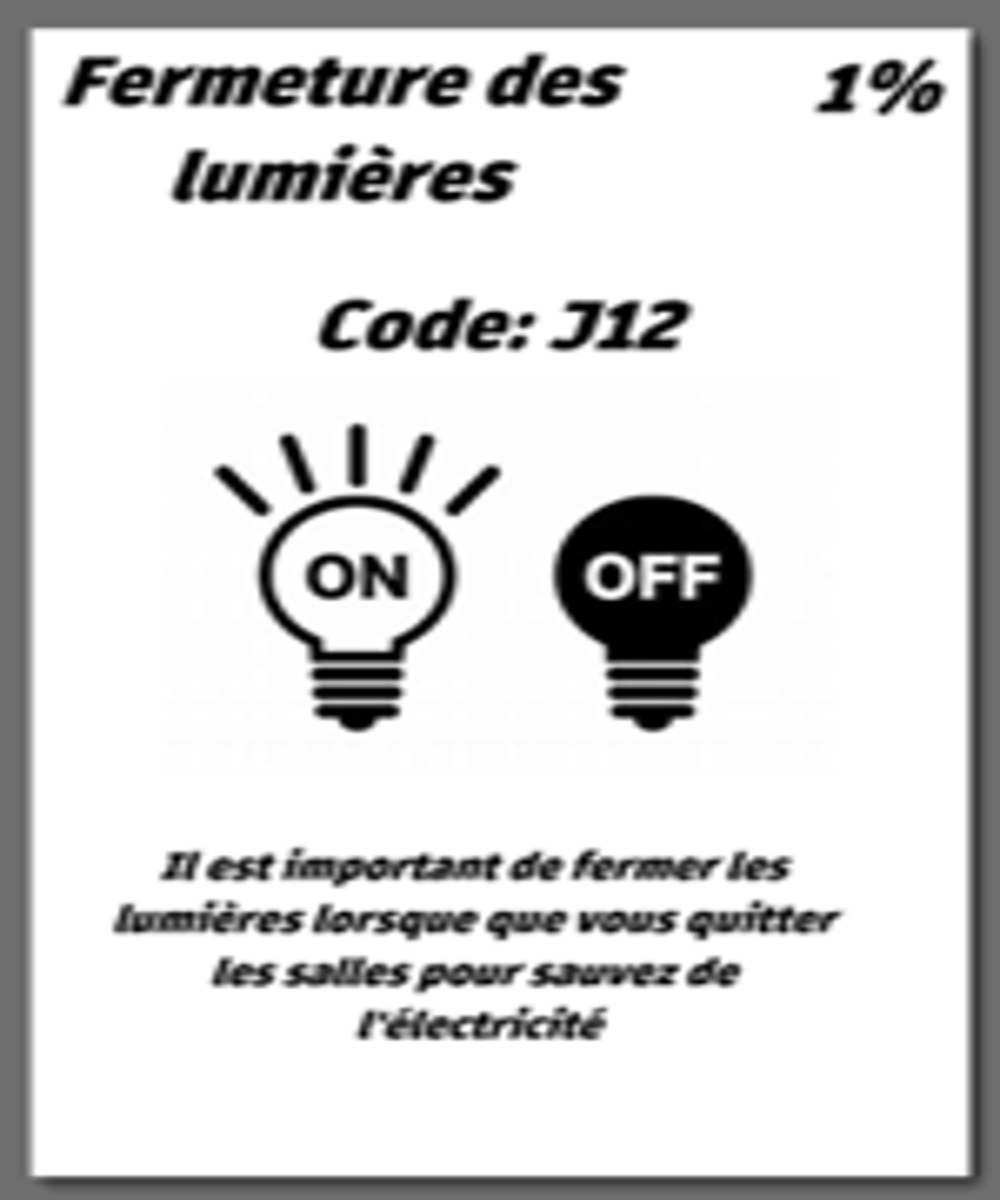 Fermeture des
1%
lumières
Code: J12
ON
OFF
Il est important de fermer les
lumières lorsque que vous quitter
les salles pour sauvez de
l'électricité